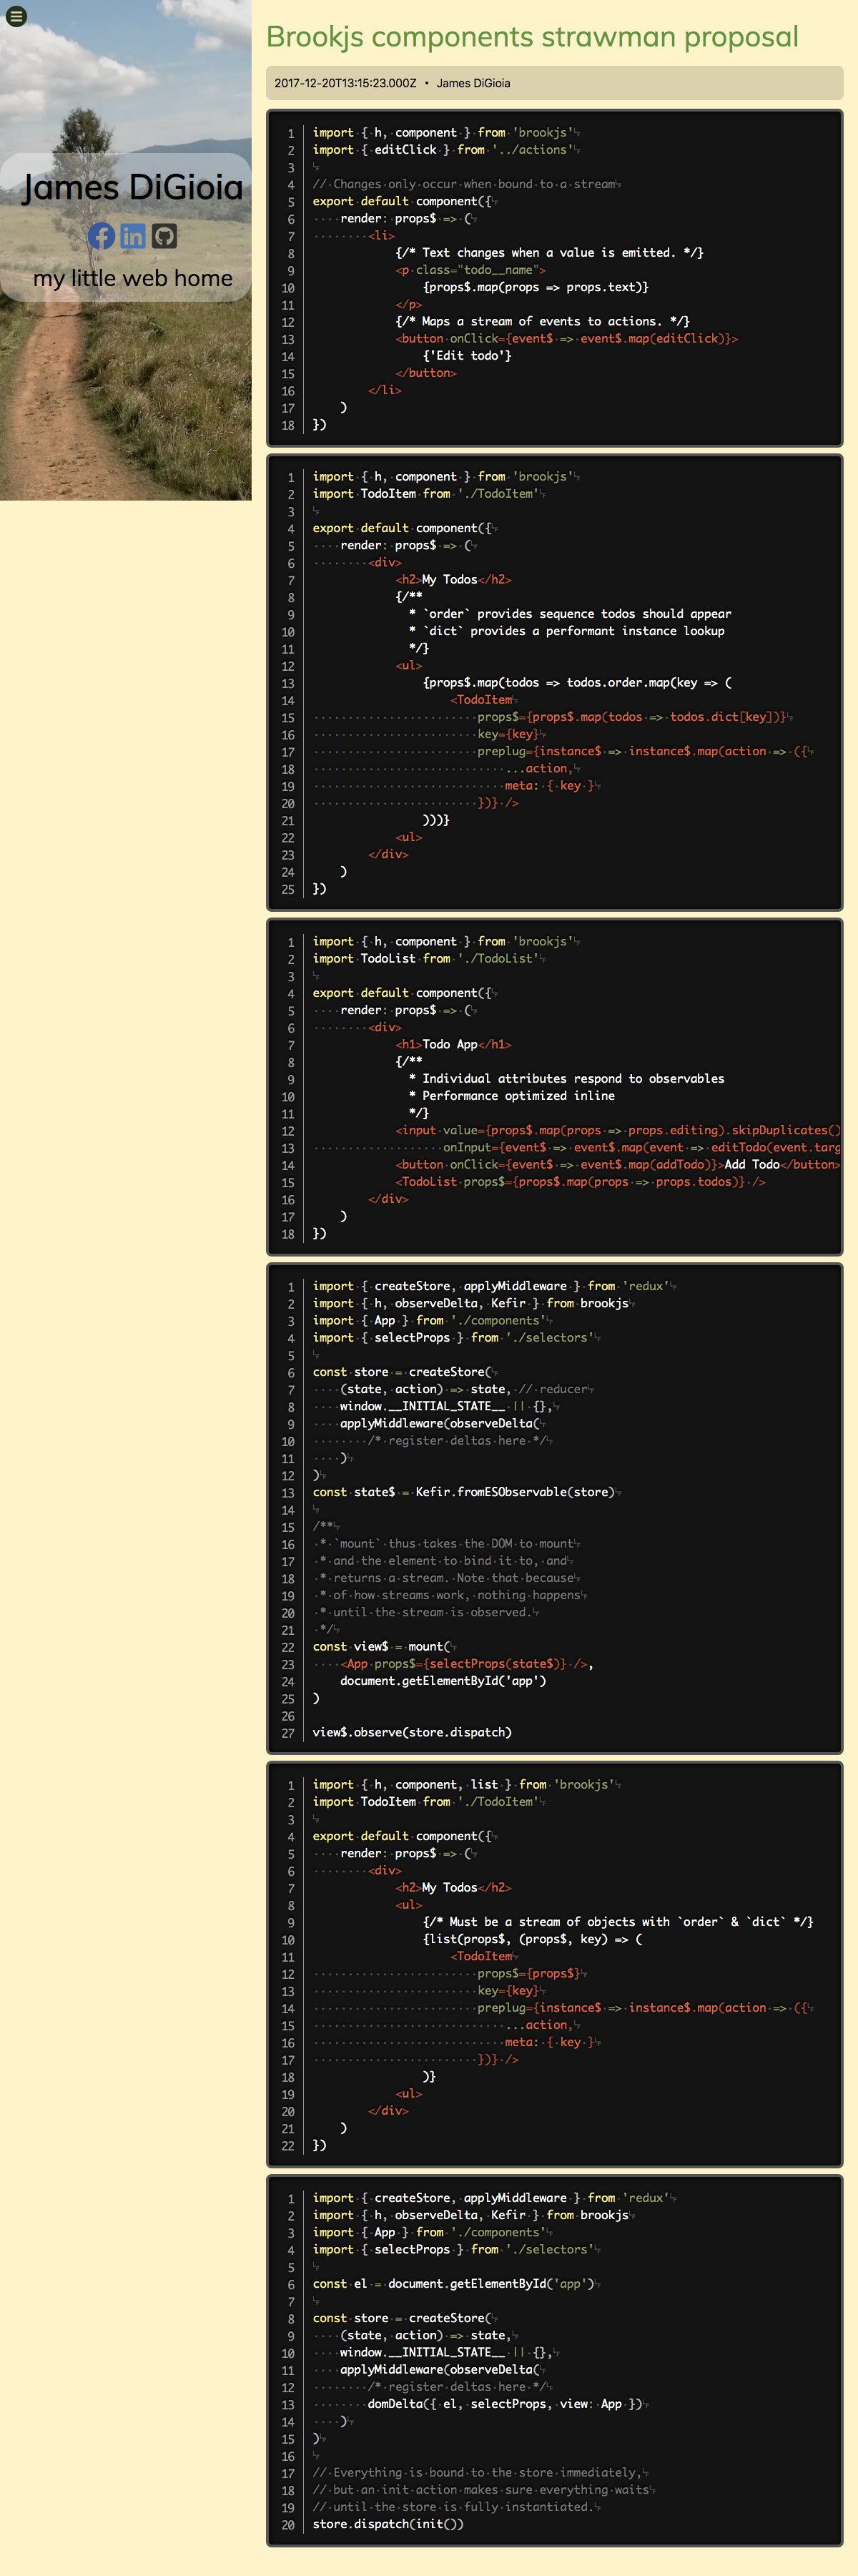 James DiGioia
my little web home
Brookjs components strawman proposal
2017-12-20T13:15:23.000Z • James DiGioia
1 import { h, component } from 'brookjs'
2 import { editClick } from '../actions'
3
4 // Changes only occur when bound to a stream
5 export default component({
6     render: props$ => (
7         <li>
8             {/* Text changes when a value is emitted. */}
9             <p class="todo__name">
10                 {props$.map(props => props.text)}
11             </p>
12             {/* Maps a stream of events to actions. */}
13             <button onClick={event$ => event$.map(editClick)}>
14                 {'Edit todo'}
15             </button>
16         </li>
17     )
18 })
1 import { h, component } from 'brookjs'
2 import TodoItem from './TodoItem'
3
4 export default component({
5     render: props$ => (
6         <div>
7             <h2>My Todos</h2>
8             {/**
9               * `order` provides sequence todos should appear
10               * `dict` provides a performant instance lookup
11               */}
12             <ul>
13                 {props$.map(todos => todos.order.map(key => (
14                     <TodoItem
15                         props$={props$.map(todos => todos.dict[key])}
16                         key={key}
17                         preplug={instance$ => instance$.map(action => ({
18                             ...action,
19                             meta: { key }
20                         })} />
21                 )))}
22             <ul>
23         </div>
24     )
25 })
1 import { h, component } from 'brookjs'
2 import TodoList from './TodoList'
3
4 export default component({
5     render: props$ => (
6         <div>
7             <h1>Todo App</h1>
8             {/**
9               * Individual attributes respond to observables
10               * Performance optimized inline
11               */}
12             <input value={props$.map(props => props.editing).skipDuplicates()
13                    onInput={event$ => event$.map(event => editTodo(event.targ
14             <button onClick={event$ => event$.map(addTodo)}>Add Todo</button>
15             <TodoList props$={props$.map(props => props.todos)} />
16         </div>
17     )
18 })
1 import { createStore, applyMiddleware } from 'redux'
2 import { h, observeDelta, Kefir } from brookjs
3 import { App } from './components'
4 import { selectProps } from './selectors'
5
6 const store = createStore(
7     (state, action) => state, // reducer
8     window.__INITIAL_STATE__ || {},
9     applyMiddleware(observeDelta(
10         /* register deltas here */
11     )
12 )
13 const state$ = Kefir.fromESObservable(store)
14
15 /**
16  * `mount` thus takes the DOM to mount
17  * and the element to bind it to, and
18  * returns a stream. Note that because
19  * of how streams work, nothing happens
20  * until the stream is observed.
21  */
22 const view$ = mount(
23     <App props$={selectProps(state$)} />,
24     document.getElementById('app')
25 )
26
27 view$.observe(store.dispatch)
1 import { h, component, list } from 'brookjs'
2 import TodoItem from './TodoItem'
3
4 export default component({
5     render: props$ => (
6         <div>
7             <h2>My Todos</h2>
8             <ul>
9                 {/* Must be a stream of objects with `order` & `dict` */}
10                 {list(props$, (props$, key) => (
11                     <TodoItem
12                         props$={props$}
13                         key={key}
14                         preplug={instance$ => instance$.map(action => ({
15                             ...action,
16                             meta: { key }
17                         })} />
18                 )}
19             <ul>
20         </div>
21     )
22 })
1 import { createStore, applyMiddleware } from 'redux'
2 import { h, observeDelta, Kefir } from brookjs
3 import { App } from './components'
4 import { selectProps } from './selectors'
5
6 const el = document.getElementById('app')
7
8 const store = createStore(
9     (state, action) => state,
10     window.__INITIAL_STATE__ || {},
11     applyMiddleware(observeDelta(
12         /* register deltas here */
13         domDelta({ el, selectProps, view: App })
14     )
15 )
16
17 // Everything is bound to the store immediately,
18 // but an init action makes sure everything waits
19 // until the store is fully instantiated.
20 store.dispatch(init())